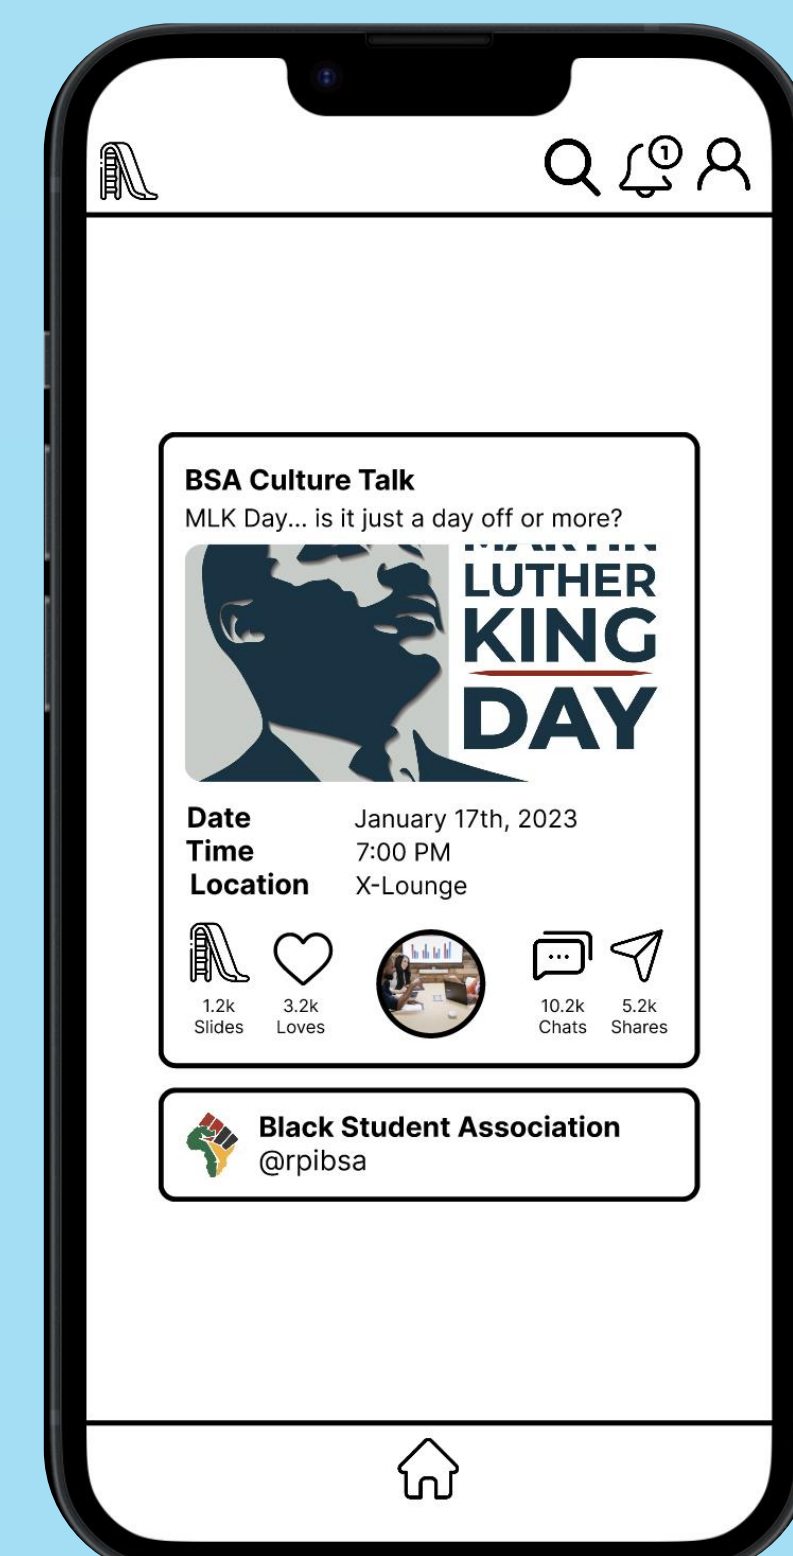 1
BSA Culture Talk
MLK Day... is it just a day off or more?
MARTIN
LUTHER
KING
DAY
Date January 17th, 2023
Time 7:00 PM
Location X-Lounge
1.2k 3.2k 10.2k 5.2k
Slides Loves Chats Shares
Black Student Association
@rpibsa